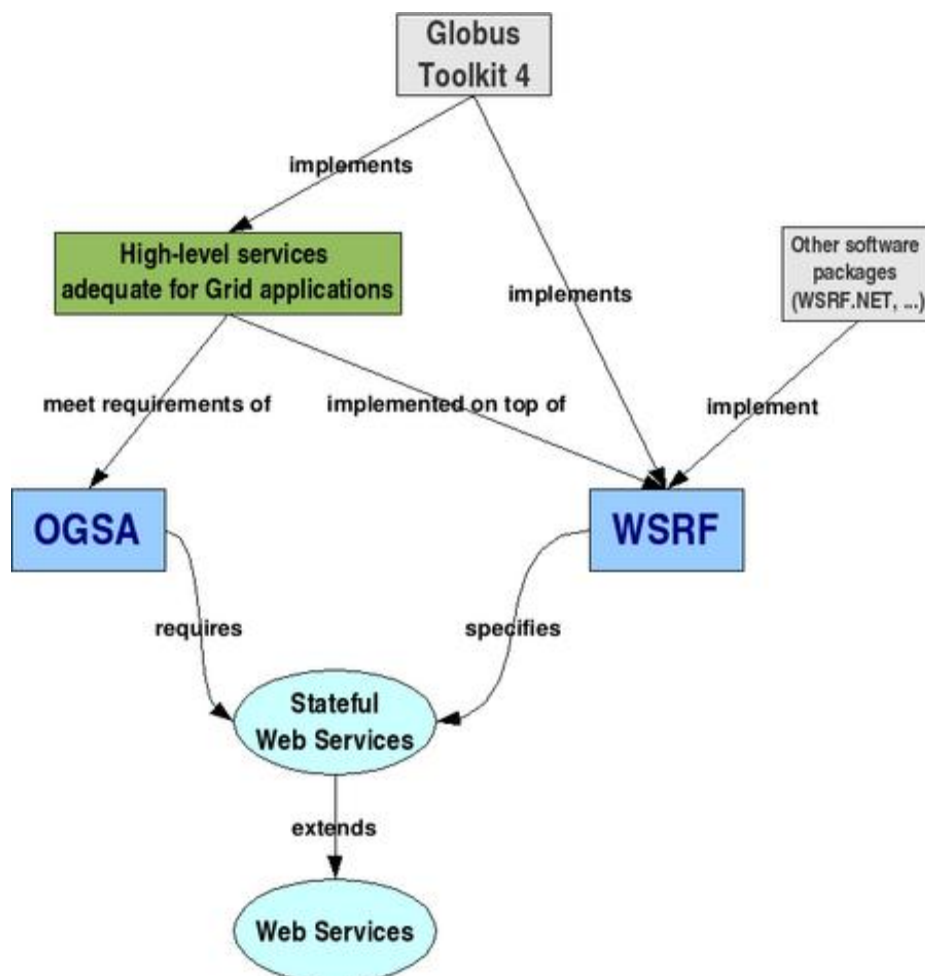 Globus
Toolkit 4
implements
High-level services
adequate for Grid applications
Other software
packages
(WSRF.NET, ...)
implements
meet requirements of
implemented on top of
implement
OGSA
WSRF
requires
specifies
Stateful
Web Services
extends
Web Services